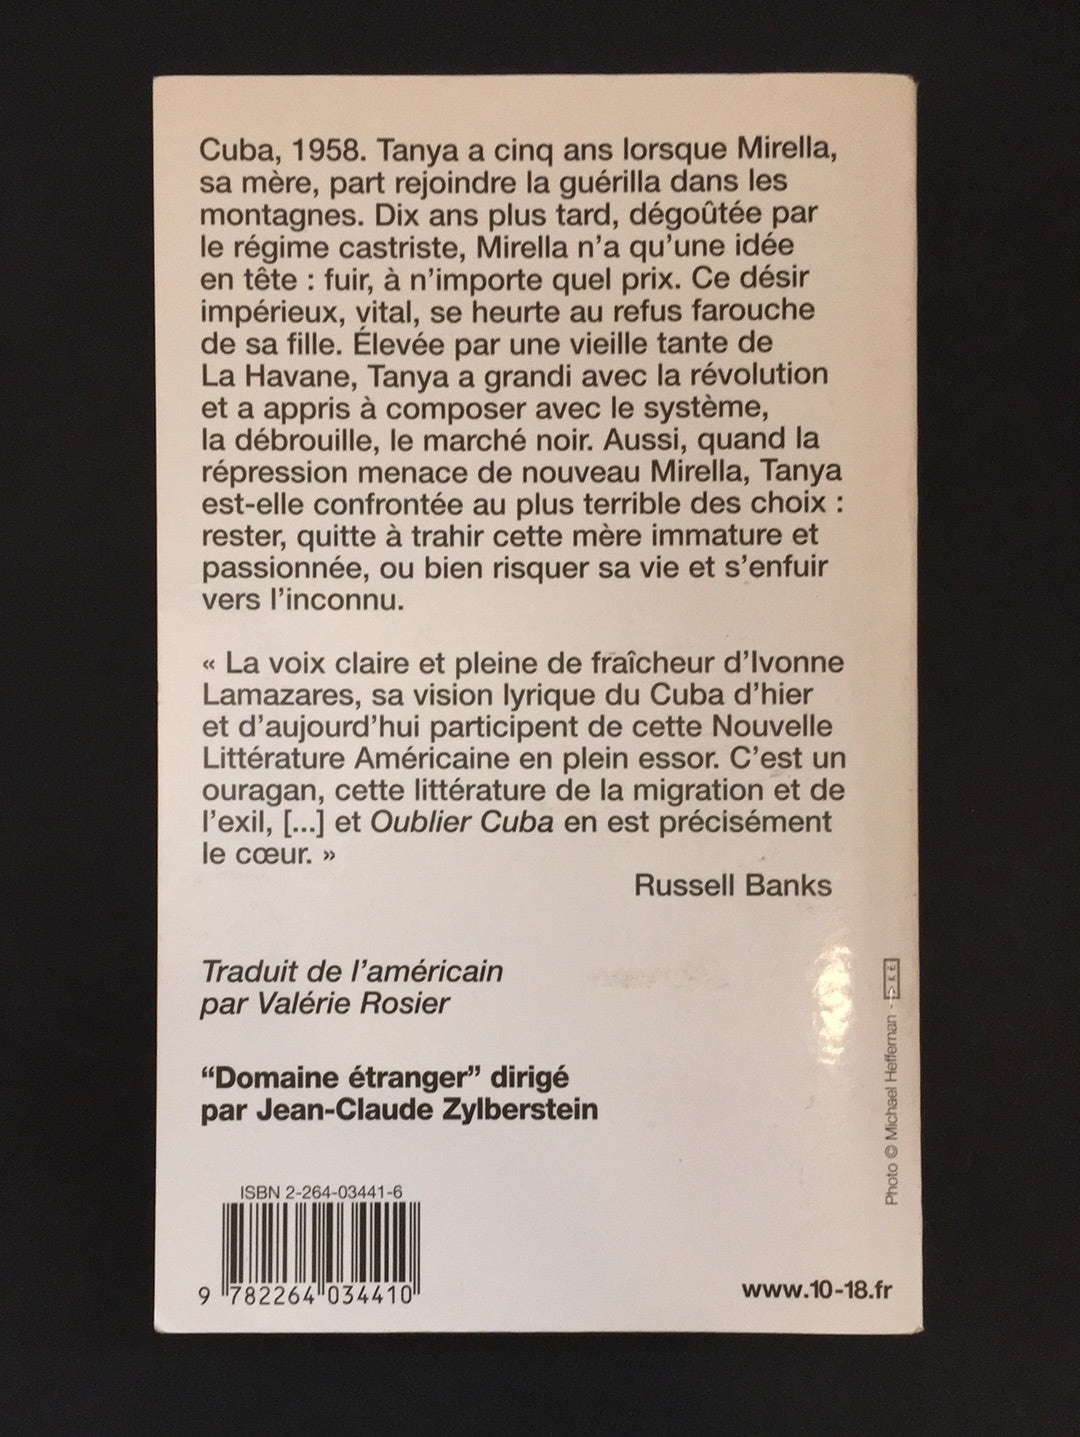 Cuba, 1958. Tanya a cinq ans lorsque Mirella,
sa mère, part rejoindre la guérilla dans les
montagnes. Dix ans plus tard, dégoûtée par
le régime castriste, Mirella n’a qu’une idée
en tête : fuir, à n’importe quel prix. Ce désir
impérieux, vital, se heurte au refus farouche
de sa fille. Élevée par une vieille tante de
La Havane, Tanya a grandi avec la révolution
et a appris à composer avec le système,
la débrouille, le marché noir. Aussi, quand la
répression menace de nouveau Mirella, Tanya
est-elle confrontée au plus terrible des choix :
rester, quitte à trahir cette mère immature et
passionnée, ou bien risquer sa vie et s’enfuir
vers l’inconnu.
« La voix claire et pleine de fraîcheur d’Ivonne
Lamazares, sa vision lyrique du Cuba d’hier
et d’aujourd’hui participent de cette Nouvelle
Littérature Américaine en plein essor. C’est un
ouragan, cette littérature de la migration et de
l’exil, [...] et Oublier Cuba en est précisément
le cœur. »
Russell Banks
Traduit de l’américain
par Valérie Rosier
“Domaine étranger” dirigé
par Jean-Claude Zylberstein
Photo © Michael Heffernan -
ISBN 2-264-03441-6
9 782264 034410
www.10-18.fr